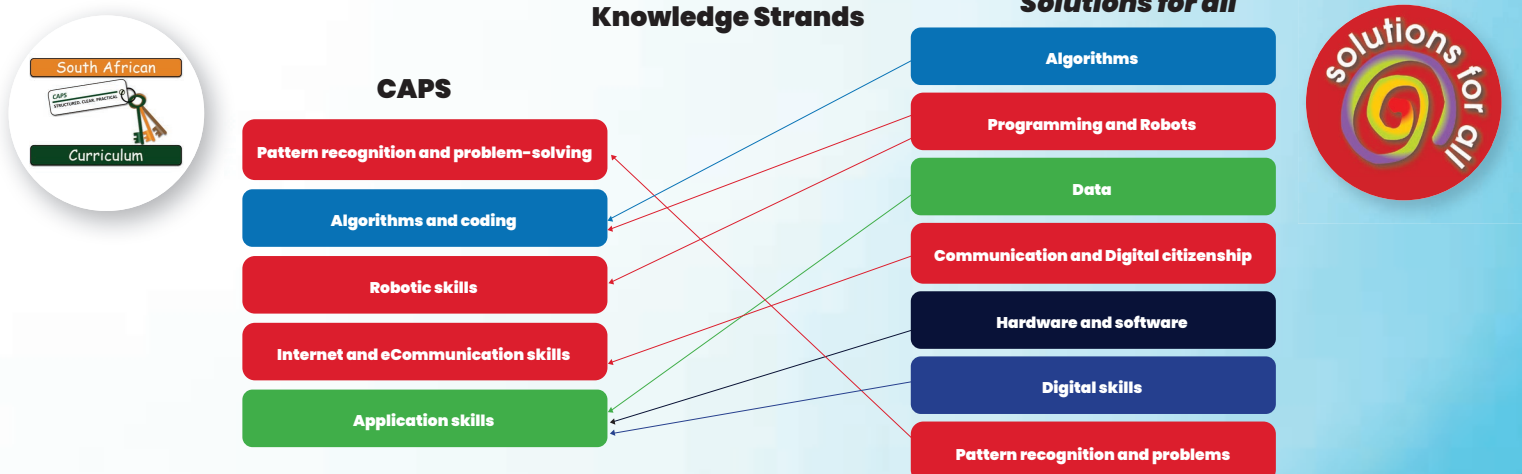 Knowledge Strands
Solutions for all
South African
CAPS
STRUCTURED. CLEAR. PRACTICAL
Curriculum
CAPS
Pattern recognition and problem-solving
Algorithms and coding
Robotic skills
Internet and eCommunication skills
Application skills
Algorithms
Programming and Robots
Data
Communication and Digital citizenship
Hardware and software
Digital skills
Pattern recognition and problems
solutions for all